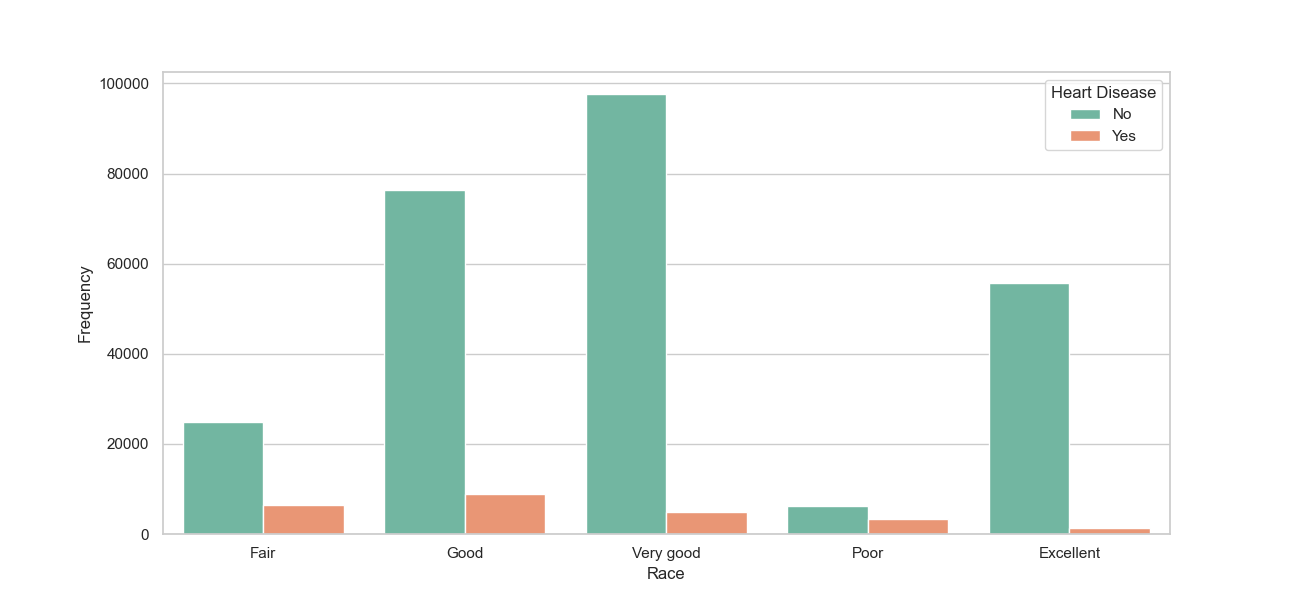 Heart Disease
No
Yes
Frequency
100000
80000
60000
40000
20000
0
Fair Good Very good Poor Excellent
Race